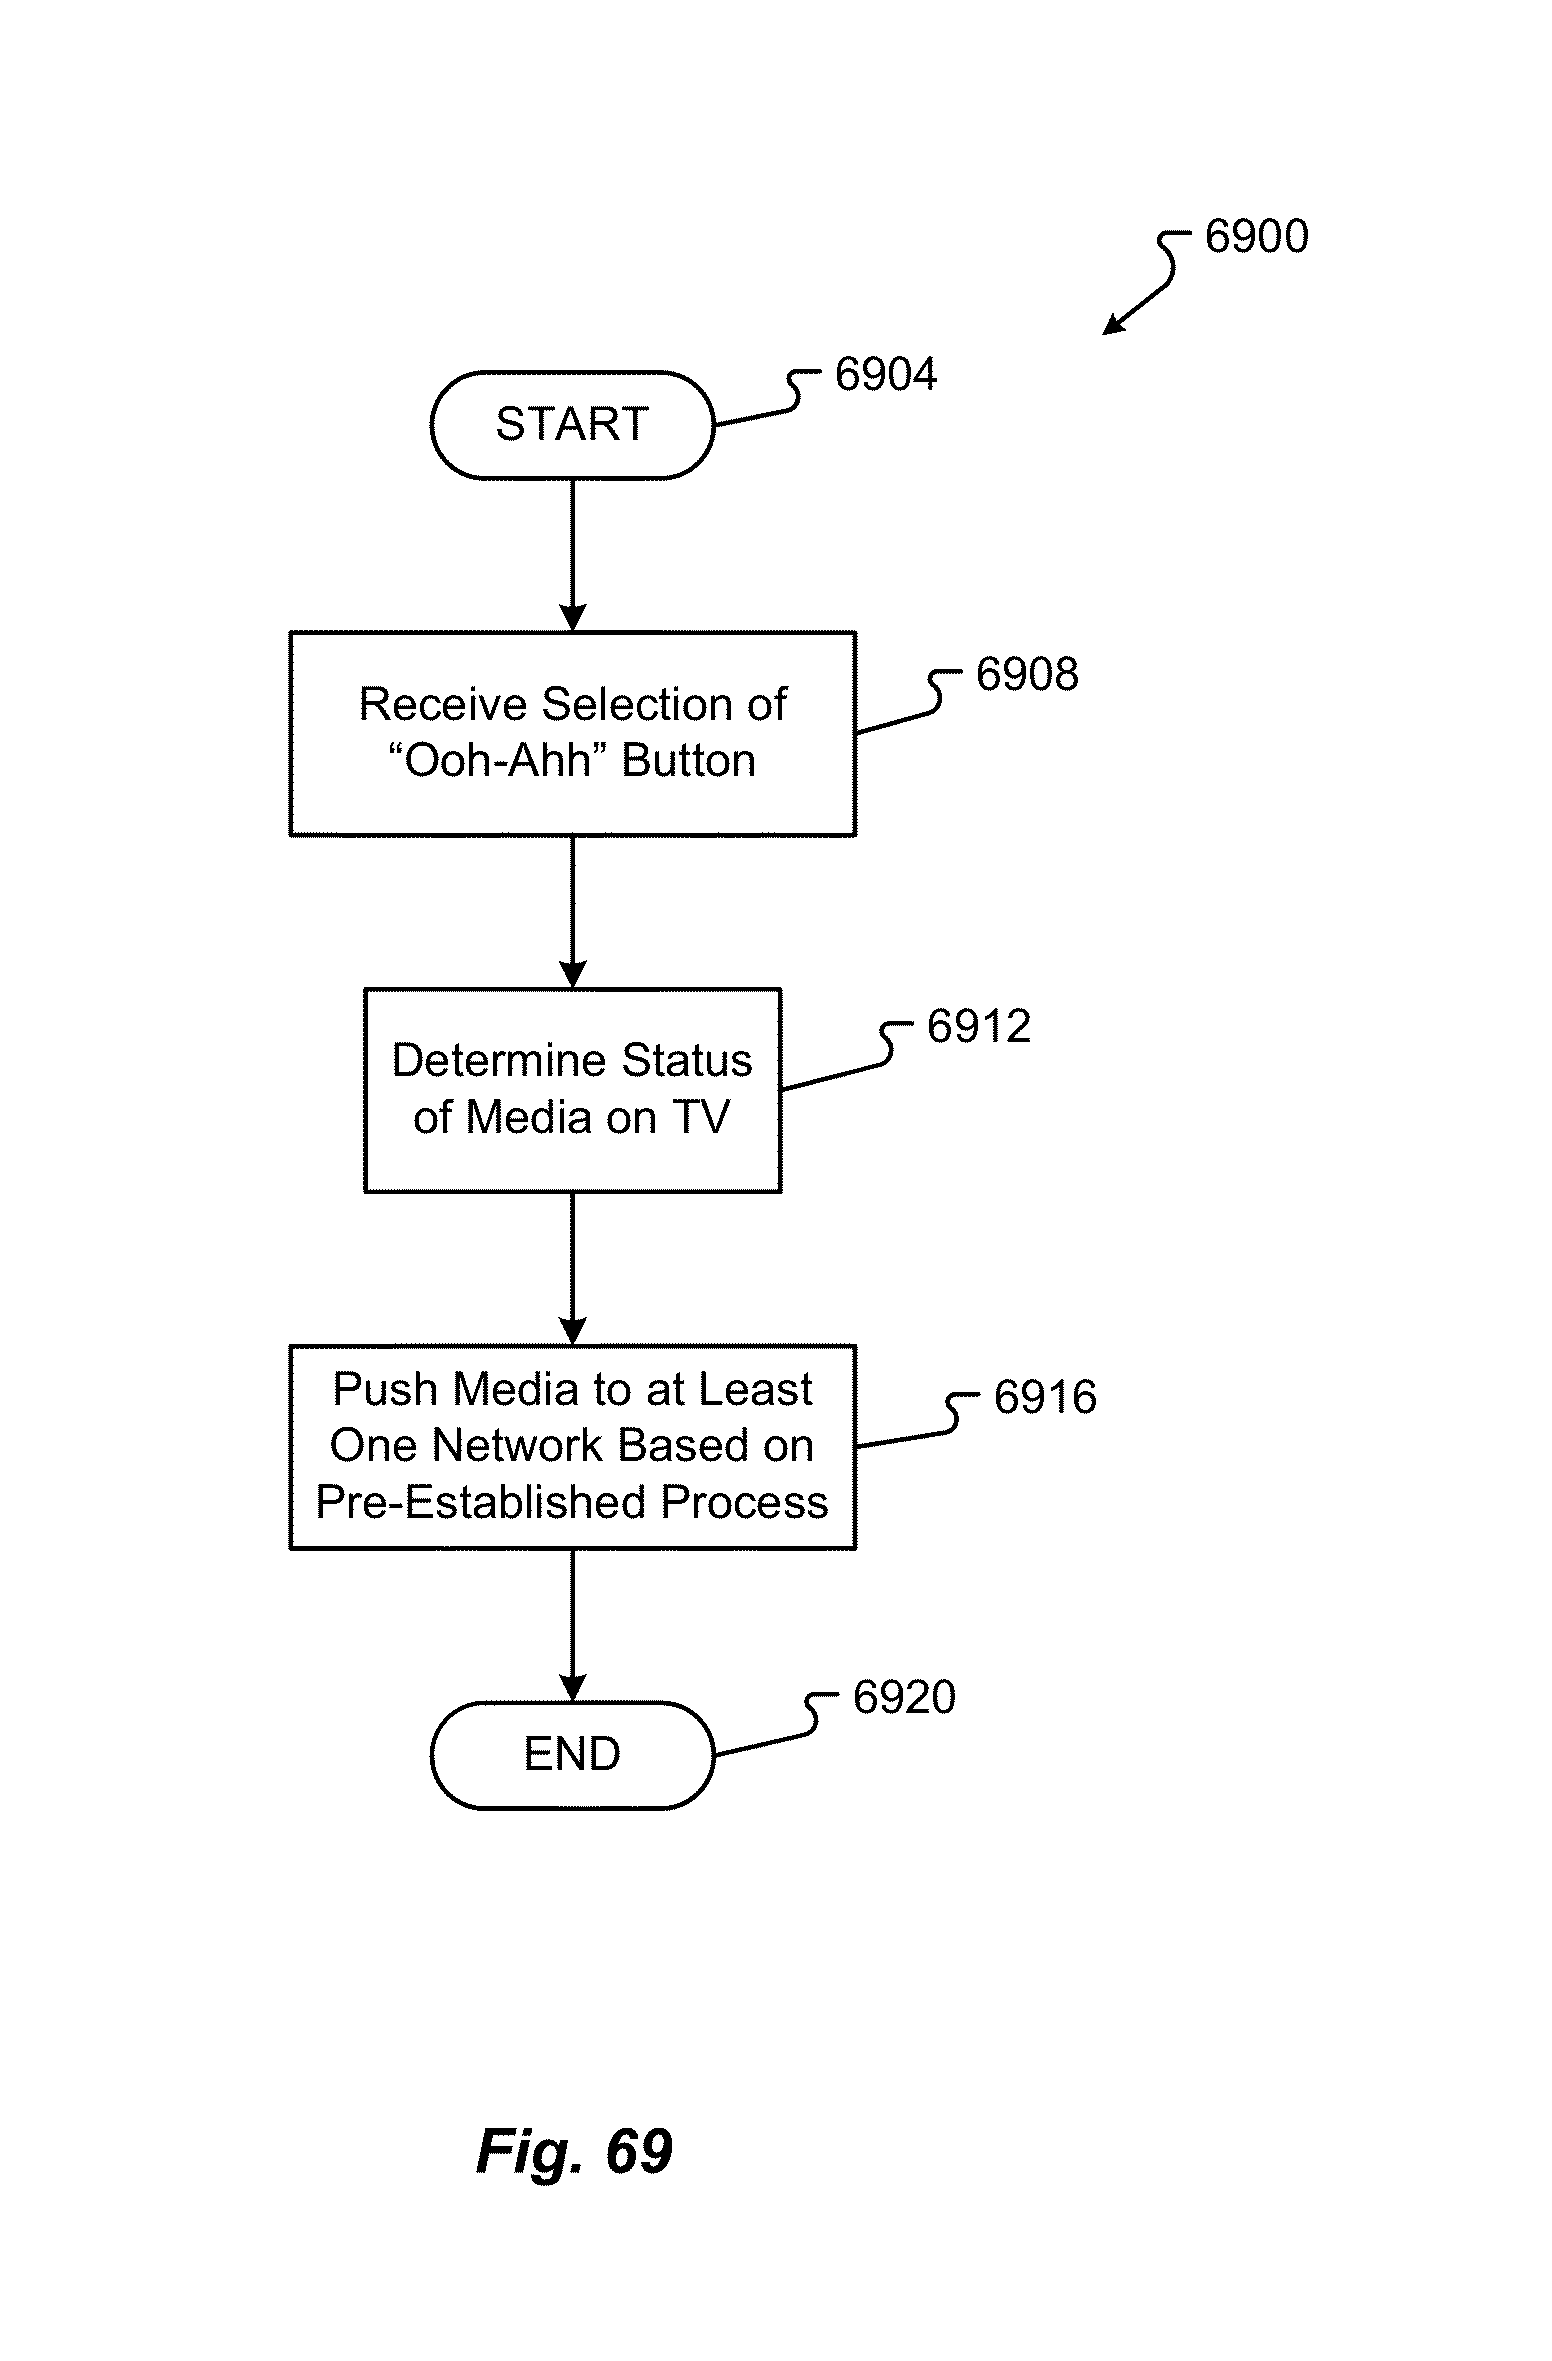 6900
6904
START
6908
Receive Selection of
“Ooh-Ahh” Button
6912
Determine Status
of Media on TV
6916
Push Media to at Least
One Network Based on
Pre-Established Process
6920
END
Fig. 69